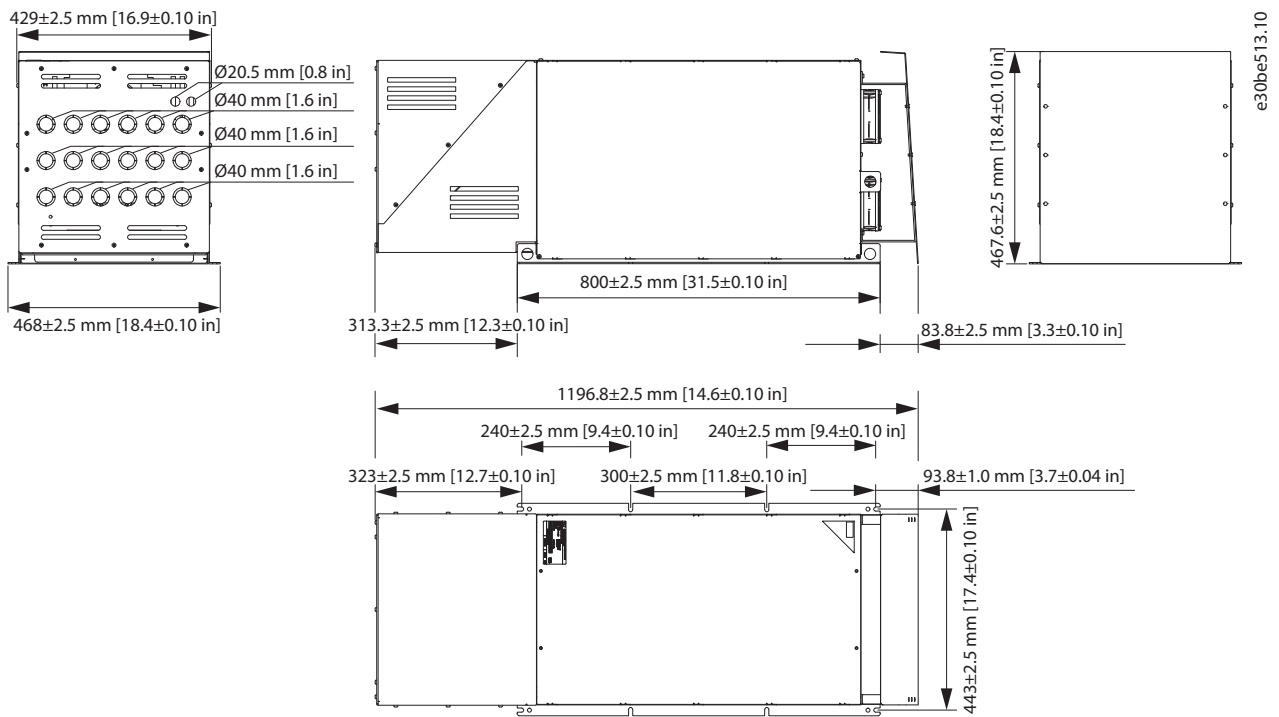 429±2.5 mm [16.9±0.10 in]
Ø20.5 mm [0.8 in]
Ø40 mm [1.6 in]
Ø40 mm [1.6 in]
Ø40 mm [1.6 in]
468±2.5 mm [18.4±0.10 in]
800±2.5 mm [31.5±0.10 in]
313.3±2.5 mm [12.3±0.10 in]
83.8±2.5 mm [3.3±0.10 in]
467.6±2.5 mm [18.4±0.10 in]
e30be513.10
1196.8±2.5 mm [14.6±0.10 in]
240±2.5 mm [9.4±0.10 in]
240±2.5 mm [9.4±0.10 in]
323±2.5 mm [12.7±0.10 in]
300±2.5 mm [11.8±0.10 in]
93.8±1.0 mm [3.7±0.04 in]
443±2.5 mm [17.4±0.10 in]